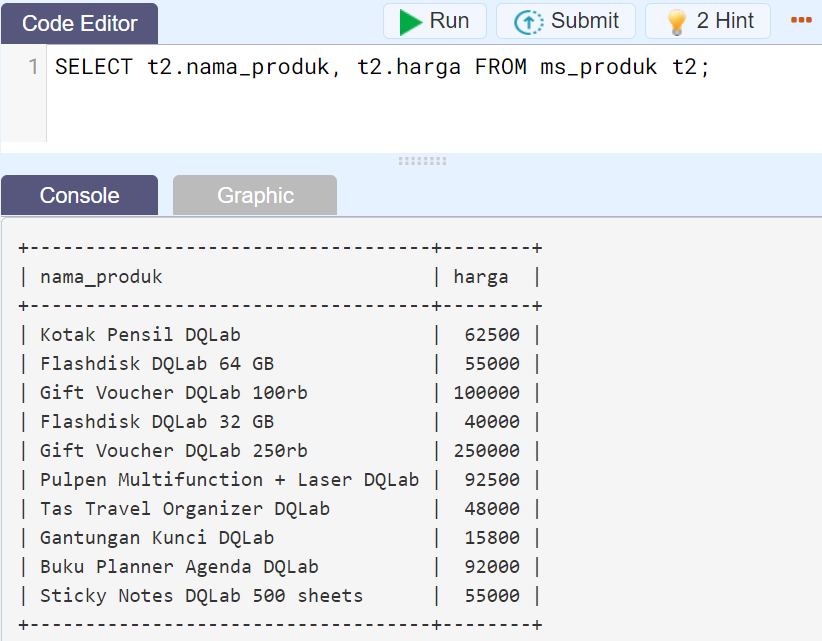 Code Editor
Run
Submit
2 Hint
1 SELECT t2.nama_produk, t2.harga FROM ms_produk t2;
Console
Graphic
+------------------------------------+--------+
| nama_produk                        | harga  |
+------------------------------------+--------+
| Kotak Pensil DQLab                 |  62500 |
| Flashdisk DQLab 64 GB              |  55000 |
| Gift Voucher DQLab 100rb           | 100000 |
| Flashdisk DQLab 32 GB              |  40000 |
| Gift Voucher DQLab 250rb           | 250000 |
| Pulpen Multifunction + Laser DQLab |  92500 |
| Tas Travel Organizer DQLab         |  48000 |
| Gantungan Kunci DQLab              |  15800 |
| Buku Planner Agenda DQLab          |  92000 |
| Sticky Notes DQLab 500 sheets      |  55000 |
+------------------------------------+--------+